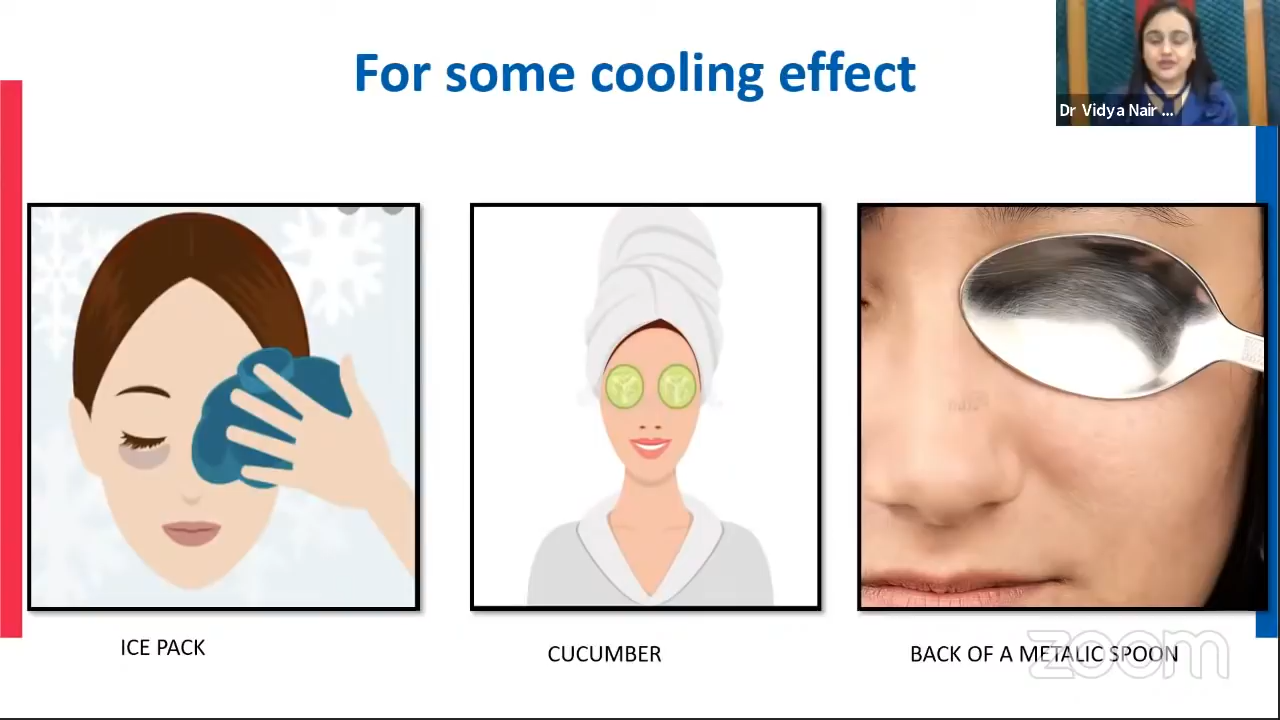 For some cooling effect
Dr Vidya Nair ...
ICE PACK
CUCUMBER
BACK OF A METALIC SPOON
zoom